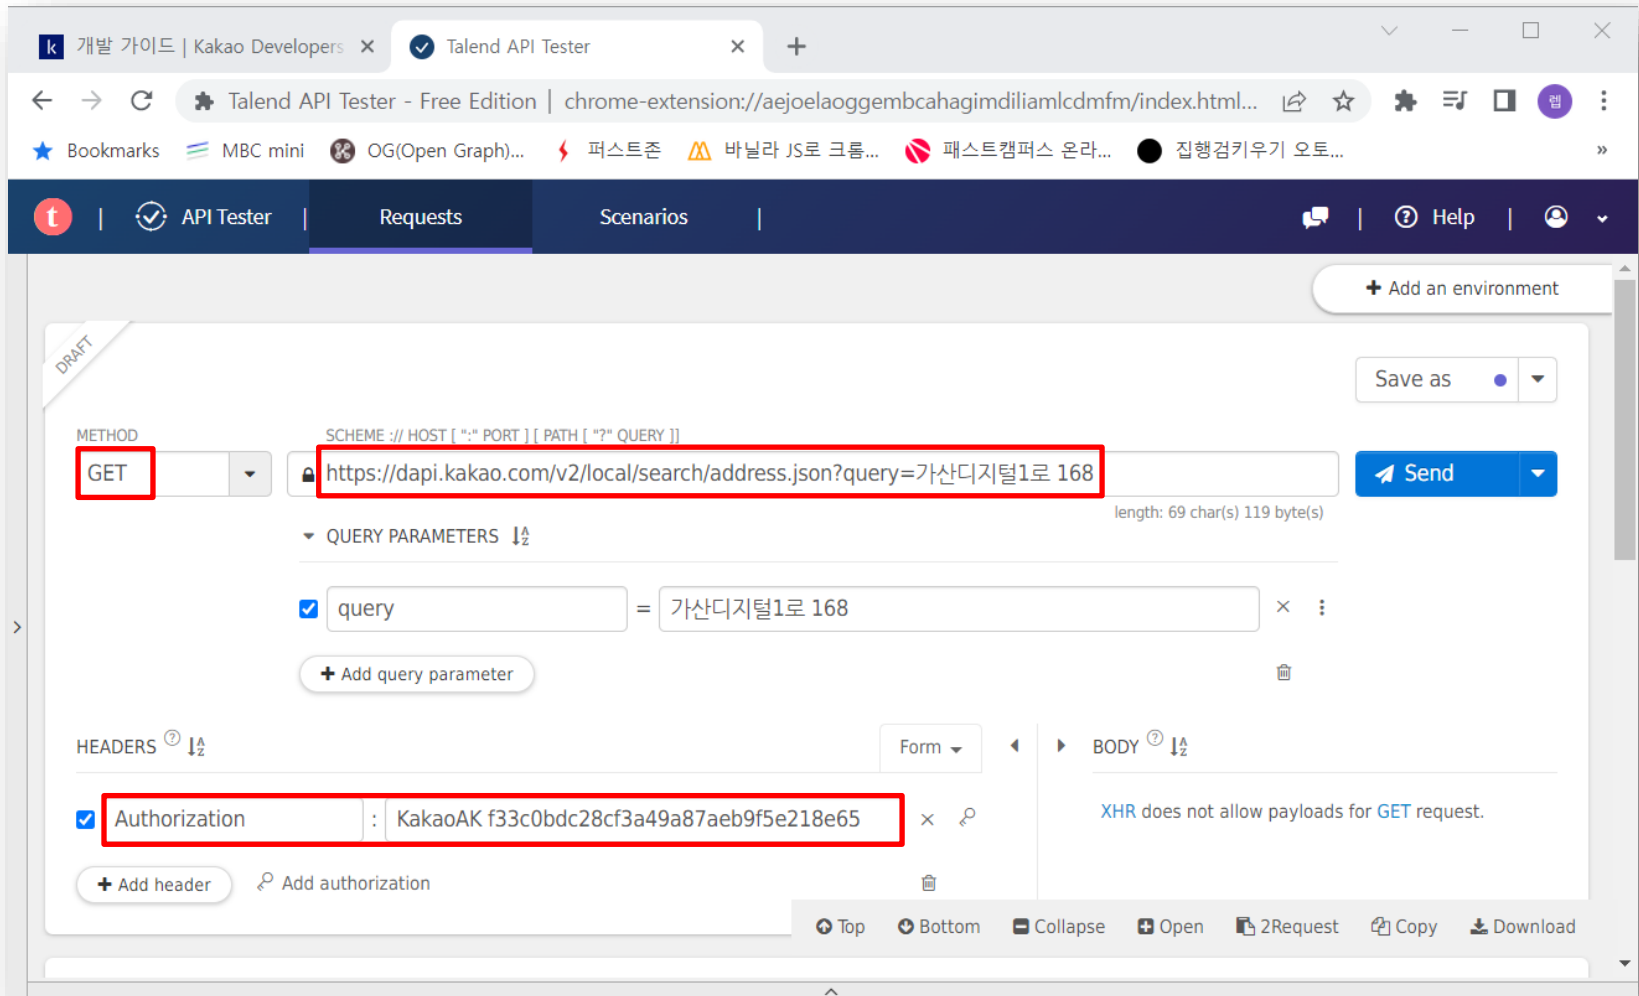 개발 가이드 | Kakao Developers
Talend API Tester
Talend API Tester - Free Edition | chrome-extension://aejoelaoggembcahagimdiliamlcdmfm/index.html...
렙
Bookmarks MBC mini OG(Open Graph)... 퍼스트존 바닐라 JS로 크롬... 패스트캠퍼스 온라... 집행검키우기 오토... »
t | API Tester | Requests Scenarios | | Help |
+ Add an environment
DRAFT
Save as
METHOD SCHEME :// HOST [ ":" PORT ] [ PATH [ "?" QUERY ]]
GET https://dapi.kakao.com/v2/local/search/address.json?query=가산디지털1로 168 Send
length: 69 char(s) 119 byte(s)
QUERY PARAMETERS
query = 가산디지털1로 168
+ Add query parameter
HEADERS Form BODY
Authorization : KakaoAK f33c0bdc28cf3a49a87aeb9f5e218e65
XHR does not allow payloads for GET request.
+ Add header Add authorization
Top Bottom Collapse Open 2Request Copy Download